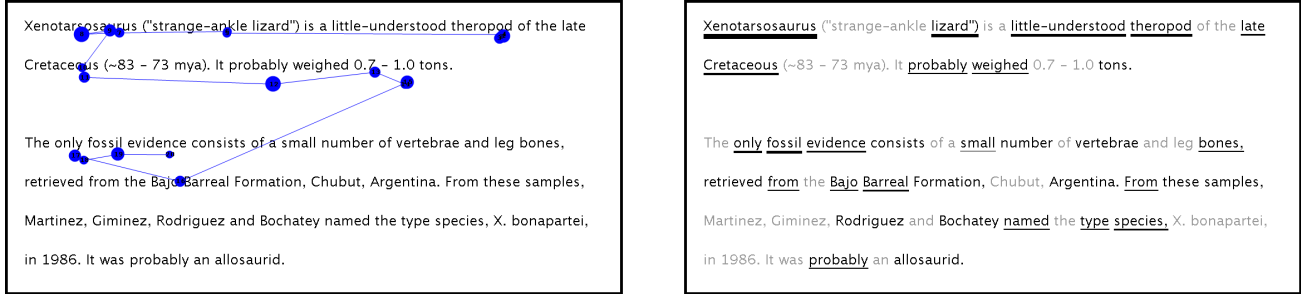 Xenotarsosaurus ("strange-ankle lizard") is a little-understood theropod of the late
Cretaceous (~83 - 73 mya). It probably weighed 0.7 - 1.0 tons.
The only fossil evidence consists of a small number of vertebrae and leg bones,
retrieved from the Bajo Barreal Formation, Chubut, Argentina. From these samples,
Martinez, Giminez, Rodriguez and Bochatey named the type species, X. bonapartei,
in 1986. It was probably an allosaurid.
Xenotarsosaurus ("strange-ankle lizard") is a little-understood theropod of the late
Cretaceous (~83 - 73 mya). It probably weighed 0.7 - 1.0 tons.
The only fossil evidence consists of a small number of vertebrae and leg bones,
retrieved from the Bajo Barreal Formation, Chubut, Argentina. From these samples,
Martinez, Giminez, Rodriguez and Bochatey named the type species, X. bonapartei,
in 1986. It was probably an allosaurid.